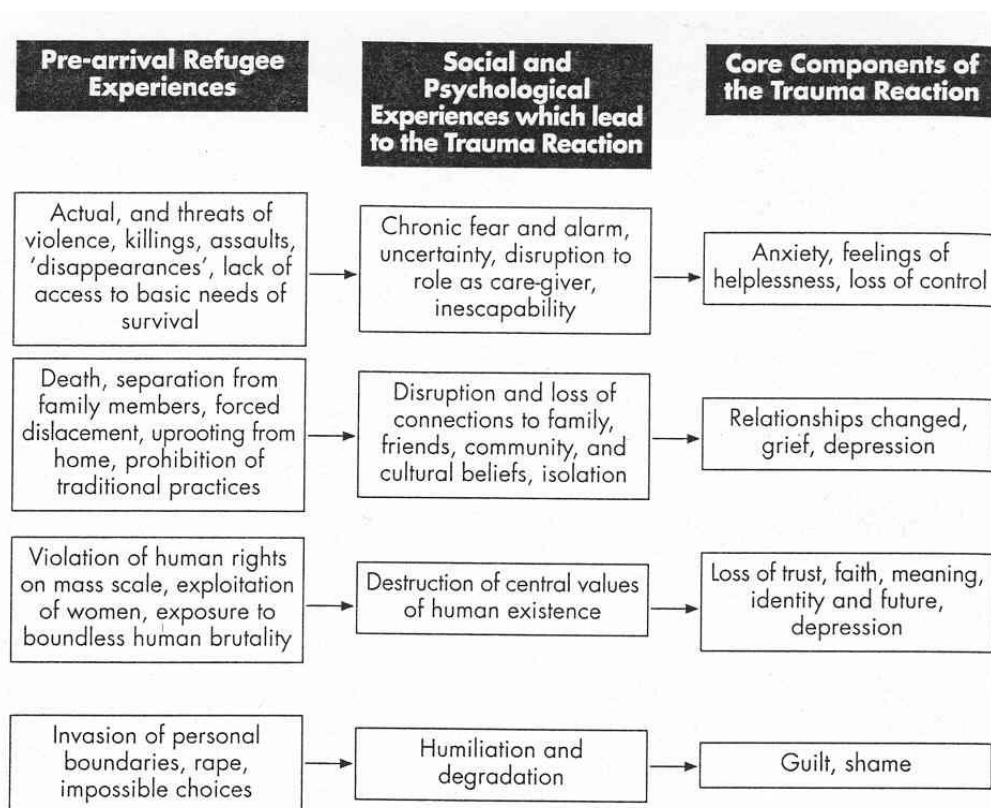 Pre-arrival Refugee
Experiences
Social and
Psychological
Experiences which lead
to the Trauma Reaction
Core Components of
the Trauma Reaction
Actual, and threats of
violence, killings, assaults,
‘disappearances’, lack of
access to basic needs of
survival
Chronic fear and alarm,
uncertainty, disruption to
role as care-giver,
inescapability
Anxiety, feelings of
helplessness, loss of control
Death, separation from
family members, forced
dislacement, uprooting from
home, prohibition of
traditional practices
Disruption and loss of
connections to family,
friends, community, and
cultural beliefs, isolation
Relationships changed,
grief, depression
Violation of human rights
on mass scale, exploitation
of women, exposure to
boundless human brutality
Destruction of central values
of human existence
Loss of trust, faith, meaning,
identity and future,
depression
Invasion of personal
boundaries, rape,
impossible choices
Humiliation and
degradation
Guilt, shame